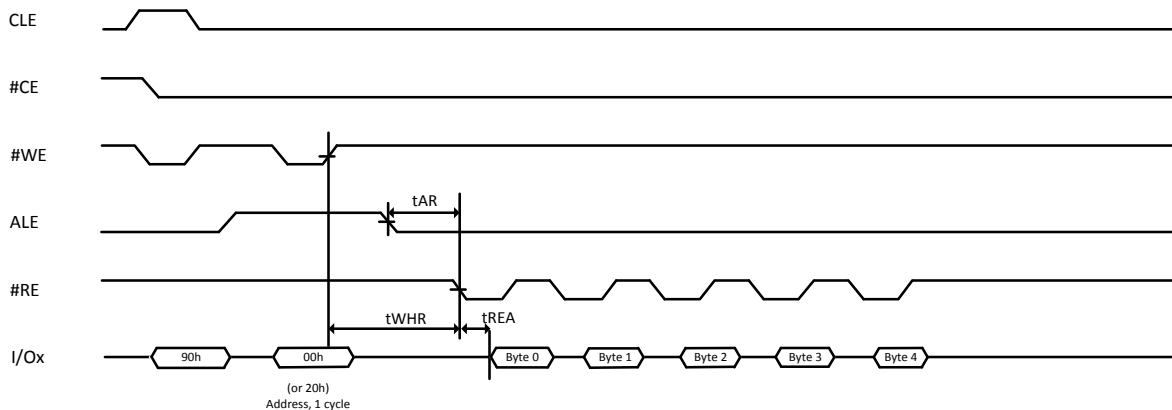 CLE
#CE
#WE
tAR
ALE
#RE
tWHR
tREA
I/Ox
90h
00h
Byte 0
Byte 1
Byte 2
Byte 3
Byte 4
(or 20h)
Address, 1 cycle